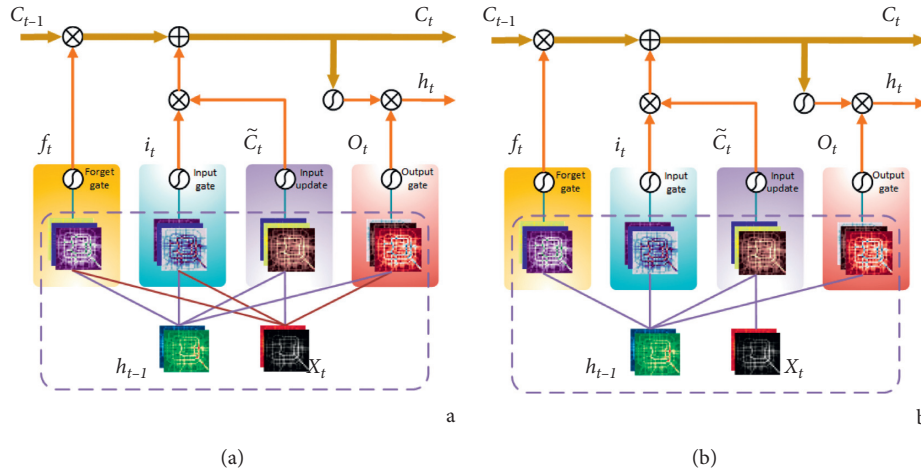 C_{t–1}
C_t
h_t
f_t
i_t
C̃_t
O_t
Forget gate
Input gate
Input update
Output gate
h_{t–1}
X_t
a
(a)
C_{t–1}
C_t
h_t
f_t
i_t
C̃_t
O_t
Forget gate
Input gate
Input update
Output gate
h_{t–1}
X_t
b
(b)